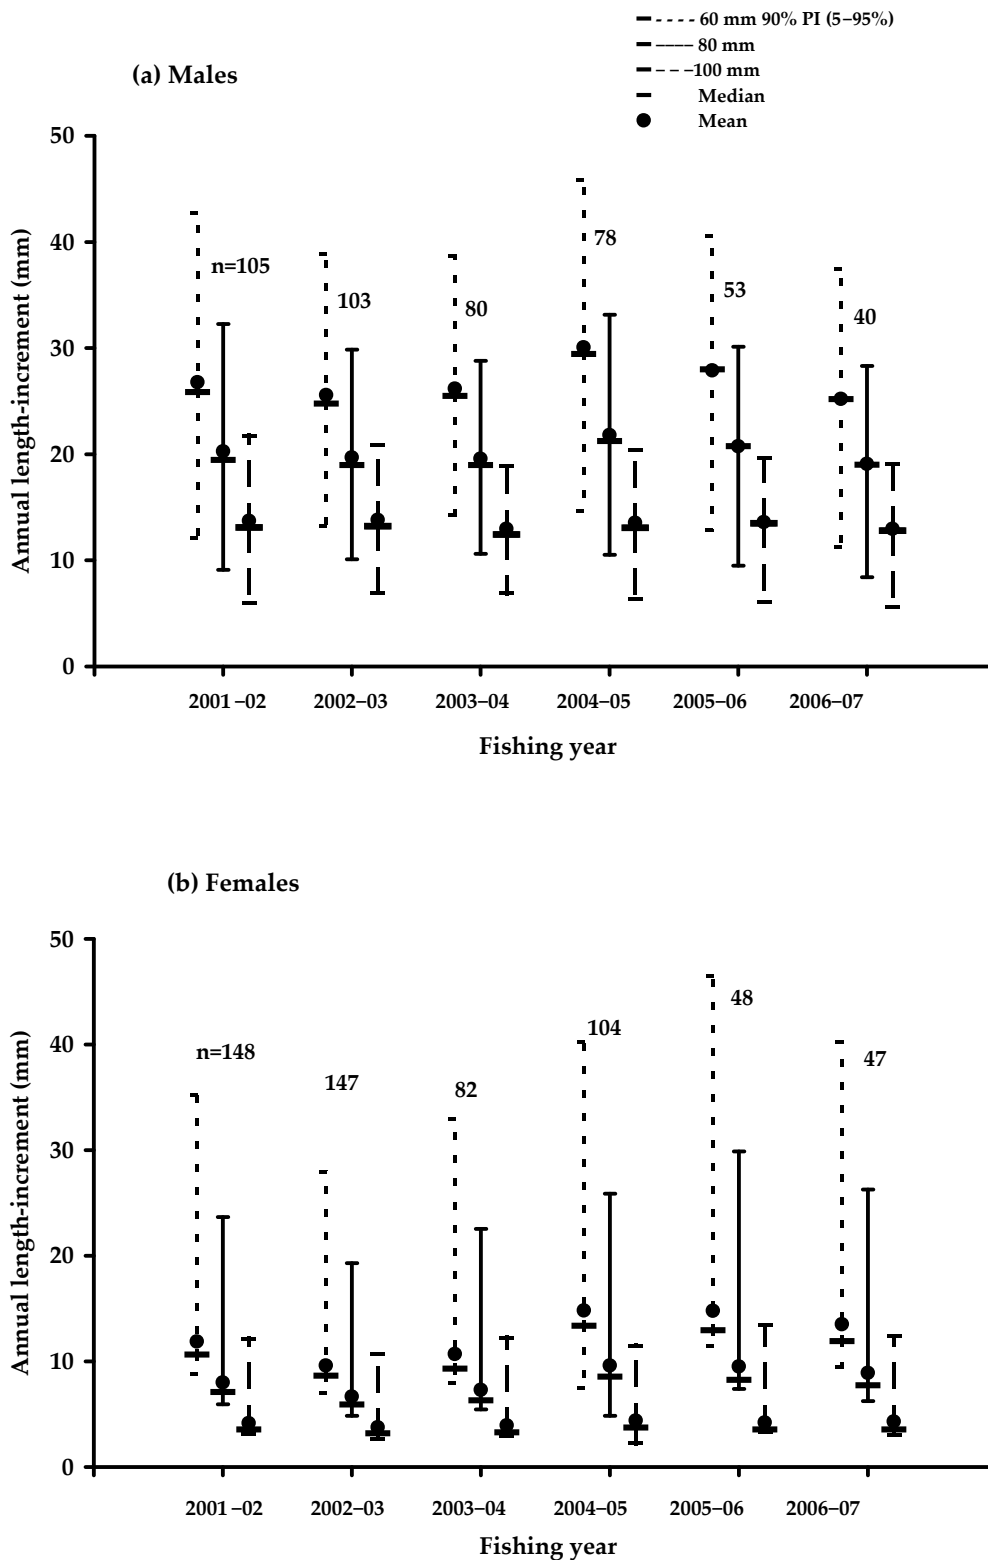 60 mm 90% PI (5–95%)
80 mm
100 mm
Median
Mean
(a) Males
Annual length-increment (mm)
50
40
30
20
10
0
n=105
103
80
78
53
40
2001–02
2002–03
2003–04
2004–05
2005–06
2006–07
Fishing year
(b) Females
Annual length-increment (mm)
50
40
30
20
10
0
n=148
147
82
104
48
47
2001–02
2002–03
2003–04
2004–05
2005–06
2006–07
Fishing year